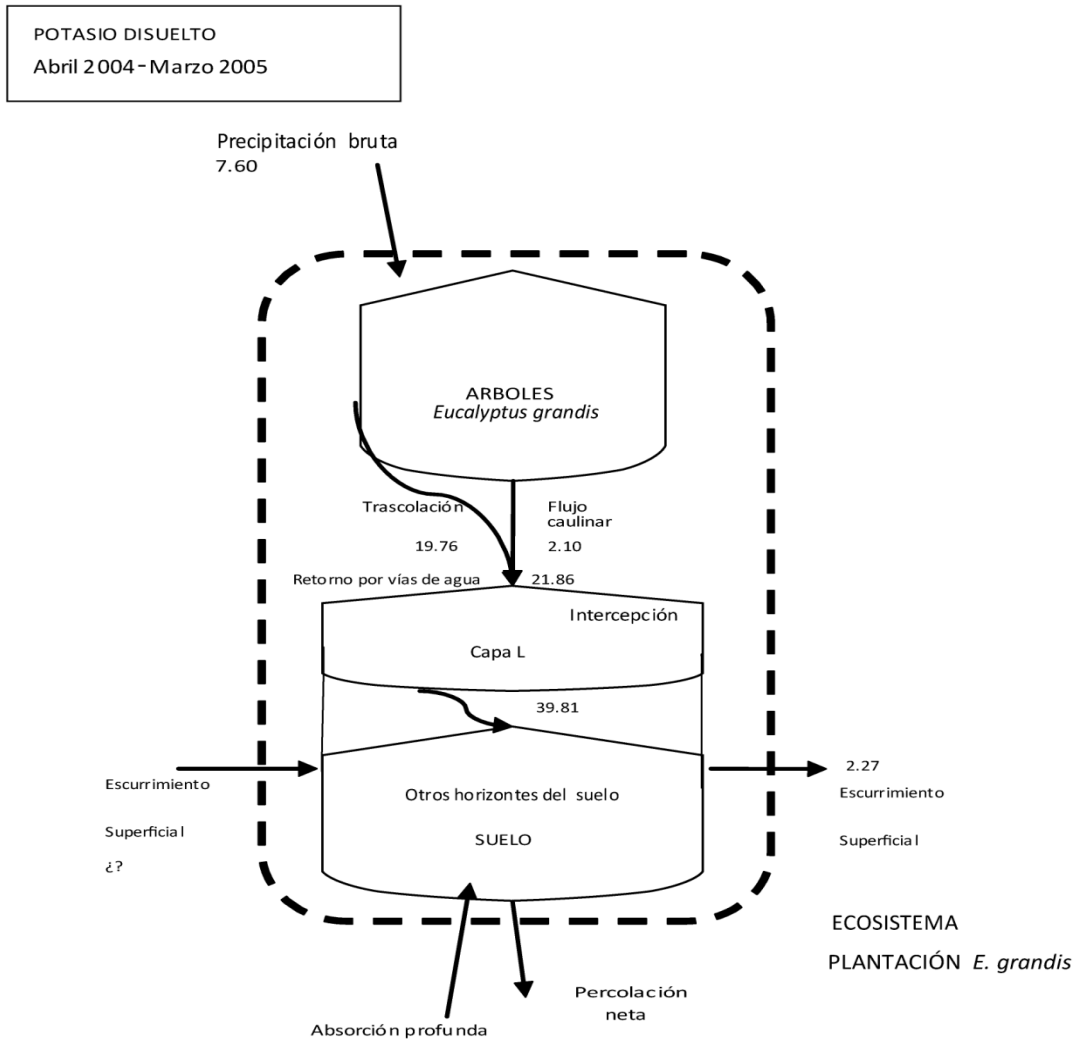 POTASIO DISUELTO
Abril 2004-Marzo 2005
Precipitación bruta
7.60
ARBOLES
Eucalyptus grandis
Trascolación
19.76
Flujo
caulinar
2.10
Retorno por vías de agua
21.86
Intercepción
Capa L
39.81
Escurrimiento
Superficial
¿?
Otros horizontes del suelo
SUELO
2.27
Escurrimiento
Superficial
ECOSISTEMA
PLANTACIÓN E. grandis
Percolación
neta
Absorción profunda